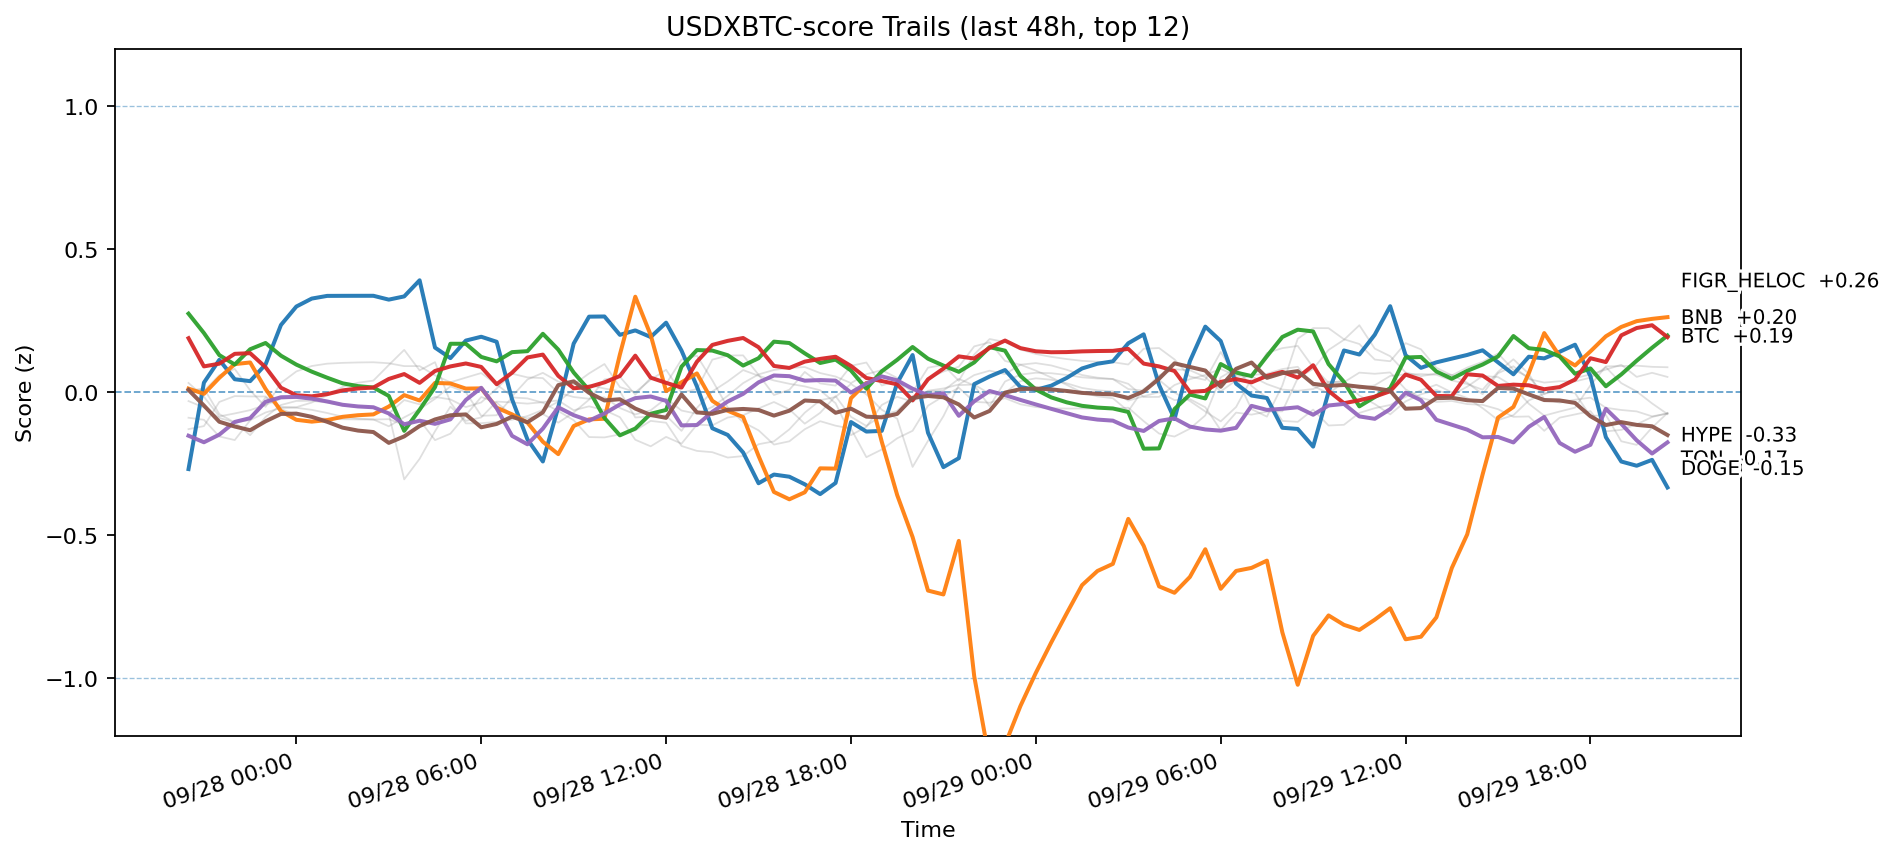 USDXBTC-score Trails (last 48h, top 12)
Score (z)
1.0
0.5
0.0
−0.5
−1.0
FIGR_HELOC +0.26
BNB +0.20
BTC +0.19
HYPE -0.33
DOGE -0.15
09/28 00:00
09/28 06:00
09/28 12:00
09/28 18:00
09/29 00:00
09/29 06:00
09/29 12:00
09/29 18:00
Time